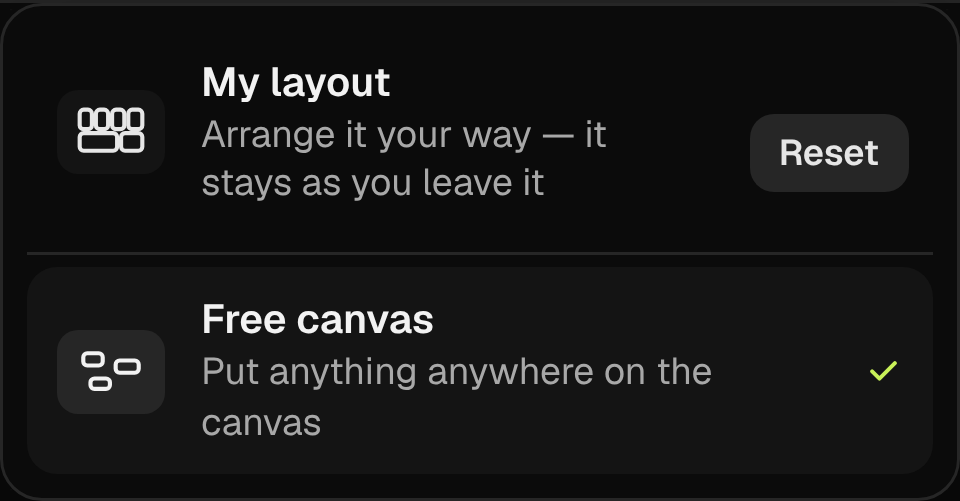 My layout
Arrange it your way — it
stays as you leave it
Reset
Free canvas
Put anything anywhere on the
canvas